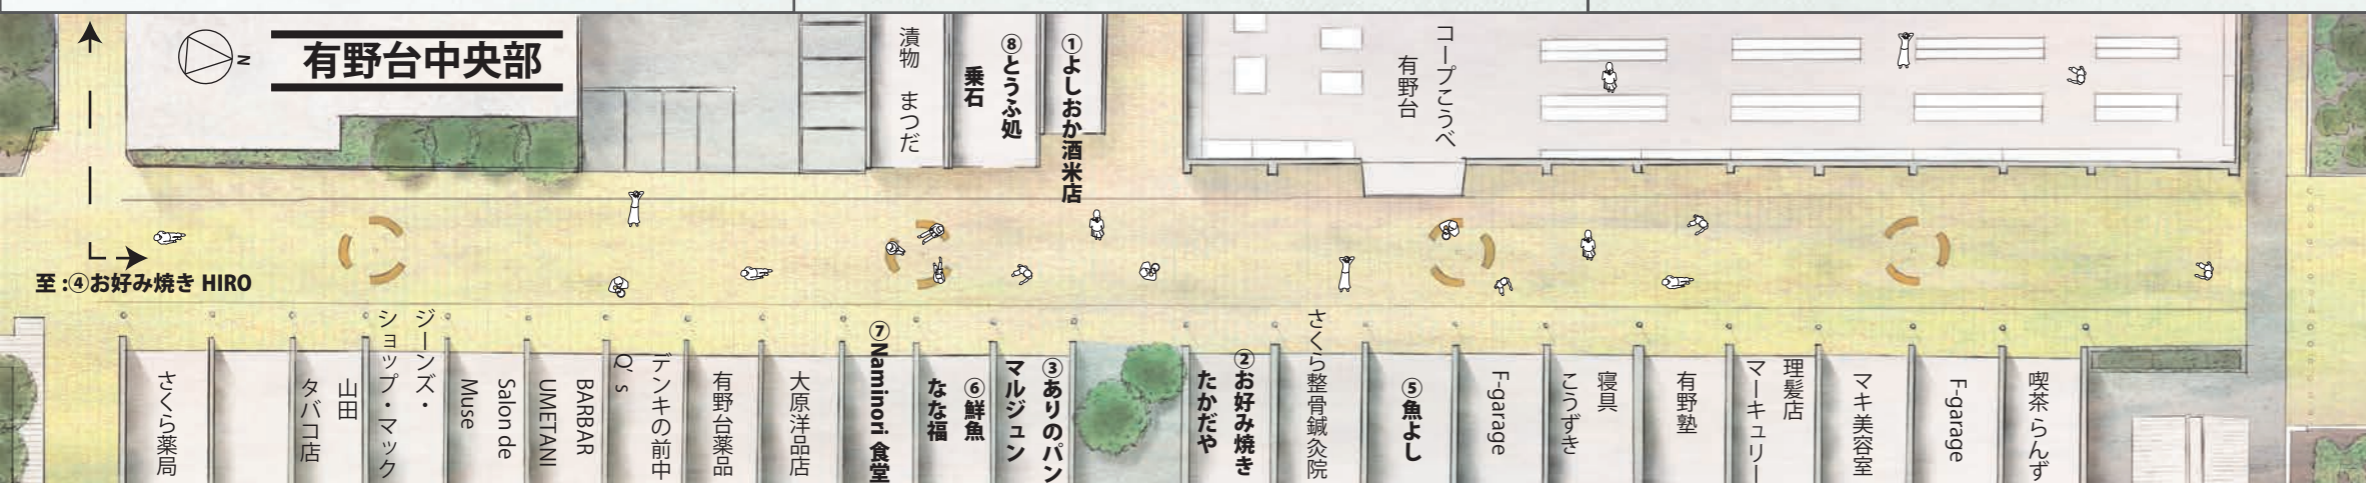 有野台中央部
N
漬物 まつだ
⑧とうふ処
乗石
①よしおか酒米店
コープこうべ
有野台
至:④お好み焼き HIRO
さくら薬局
山田
タバコ店
ジーンズ・
ショップ・マック
Salon de
Muse
BARBAR
UMETANI
デンキの前中
Q's
有野台薬品
大原洋品店
⑦Naminori 食堂
⑥鮮魚
なな福
③ありのパン
マルジュン
②お好み焼き
たかだや
さくら整骨鍼灸院
⑤魚よし
F-garage
寝具
こうずき
有野塾
理髪店
マーキュリー
マキ美容室
F-garage
喫茶 らんず